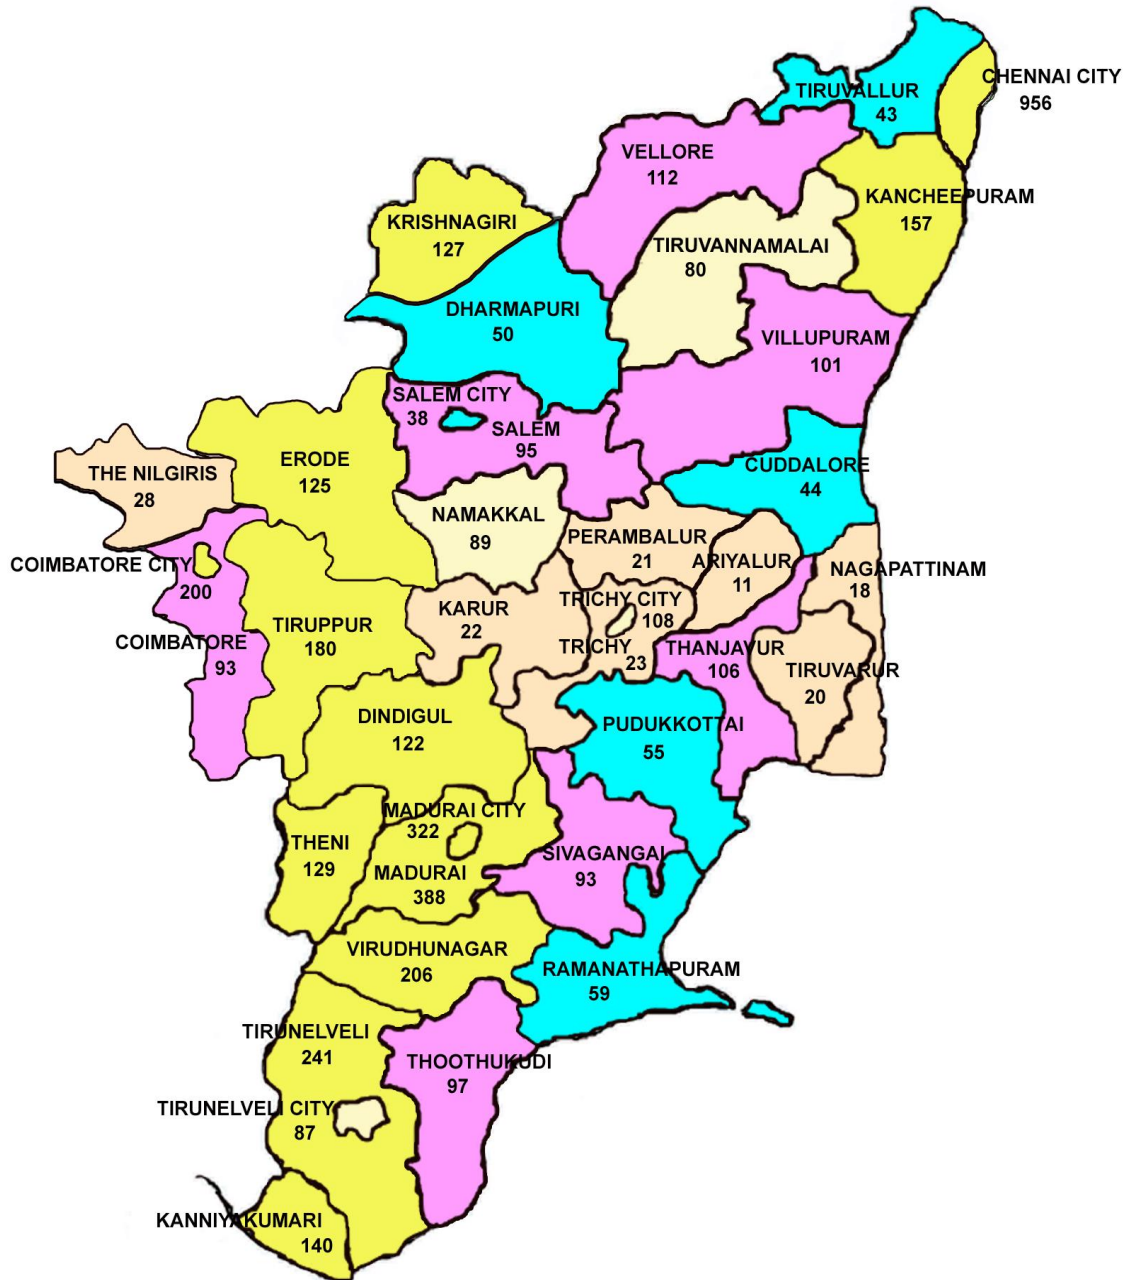 CHENNAI CITY
956
TIRUVALLUR
43
VELLORE
112
KANCHEEPURAM
157
KRISHNAGIRI
127
TIRUVANNAMALAI
80
DHARMAPURI
50
VILLUPURAM
101
SALEM CITY
38
SALEM
95
ERODE
125
THE NILGIRIS
28
CUDDALORE
44
NAMAKKAL
89
PERAMBALUR
21
ARIYALUR
11
NAGAPATTINAM
18
COIMBATORE CITY
200
KARUR
22
TRICHY CITY
108
TIRUPPUR
180
COIMBATORE
93
TRICHY
23
THANJAVUR
106
TIRUVARUR
20
DINDIGUL
122
PUDUKKOTTAI
55
MADURAI CITY
322
THENI
129
MADURAI
388
SIVAGANGAI
93
VIRUDHUNAGAR
206
RAMANATHAPURAM
59
TIRUNELVELI
241
THOOTHUKUDI
97
TIRUNELVELI CITY
87
KANNIYAKUMARI
140